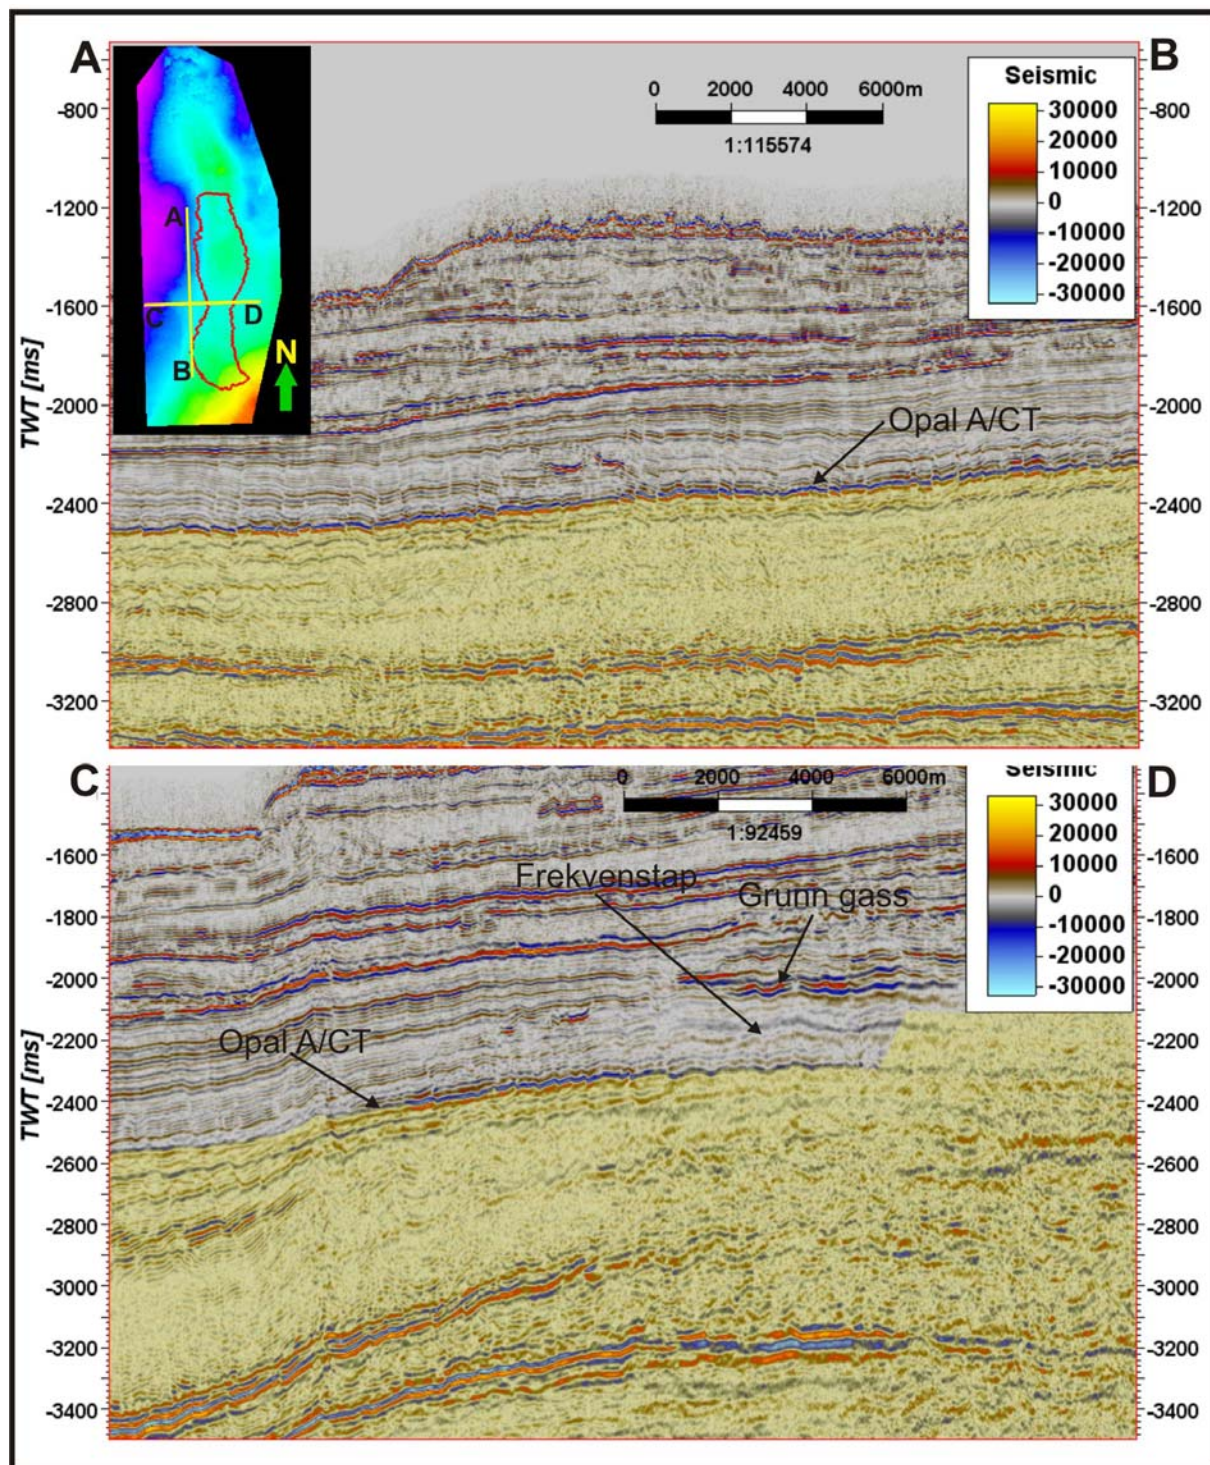 A
B
0 2000 4000 6000m
1:115574
Seismic
30000
20000
10000
0
-10000
-20000
-30000
A
C
D
B
N
TWT [ms]
-800
-1200
-1600
-2000
-2400
-2800
-3200
-800
-1200
-1600
-2000
-2400
-2800
-3200
Opal A/CT
C
D
0 2000 4000 6000m
1:92459
Seismic
30000
20000
10000
0
-10000
-20000
-30000
Frekvenstap
Grunn gass
Opal A/CT
TWT [ms]
-1600
-1800
-2000
-2200
-2400
-2600
-2800
-3000
-3200
-3400
-1600
-1800
-2000
-2200
-2400
-2600
-2800
-3000
-3200
-3400